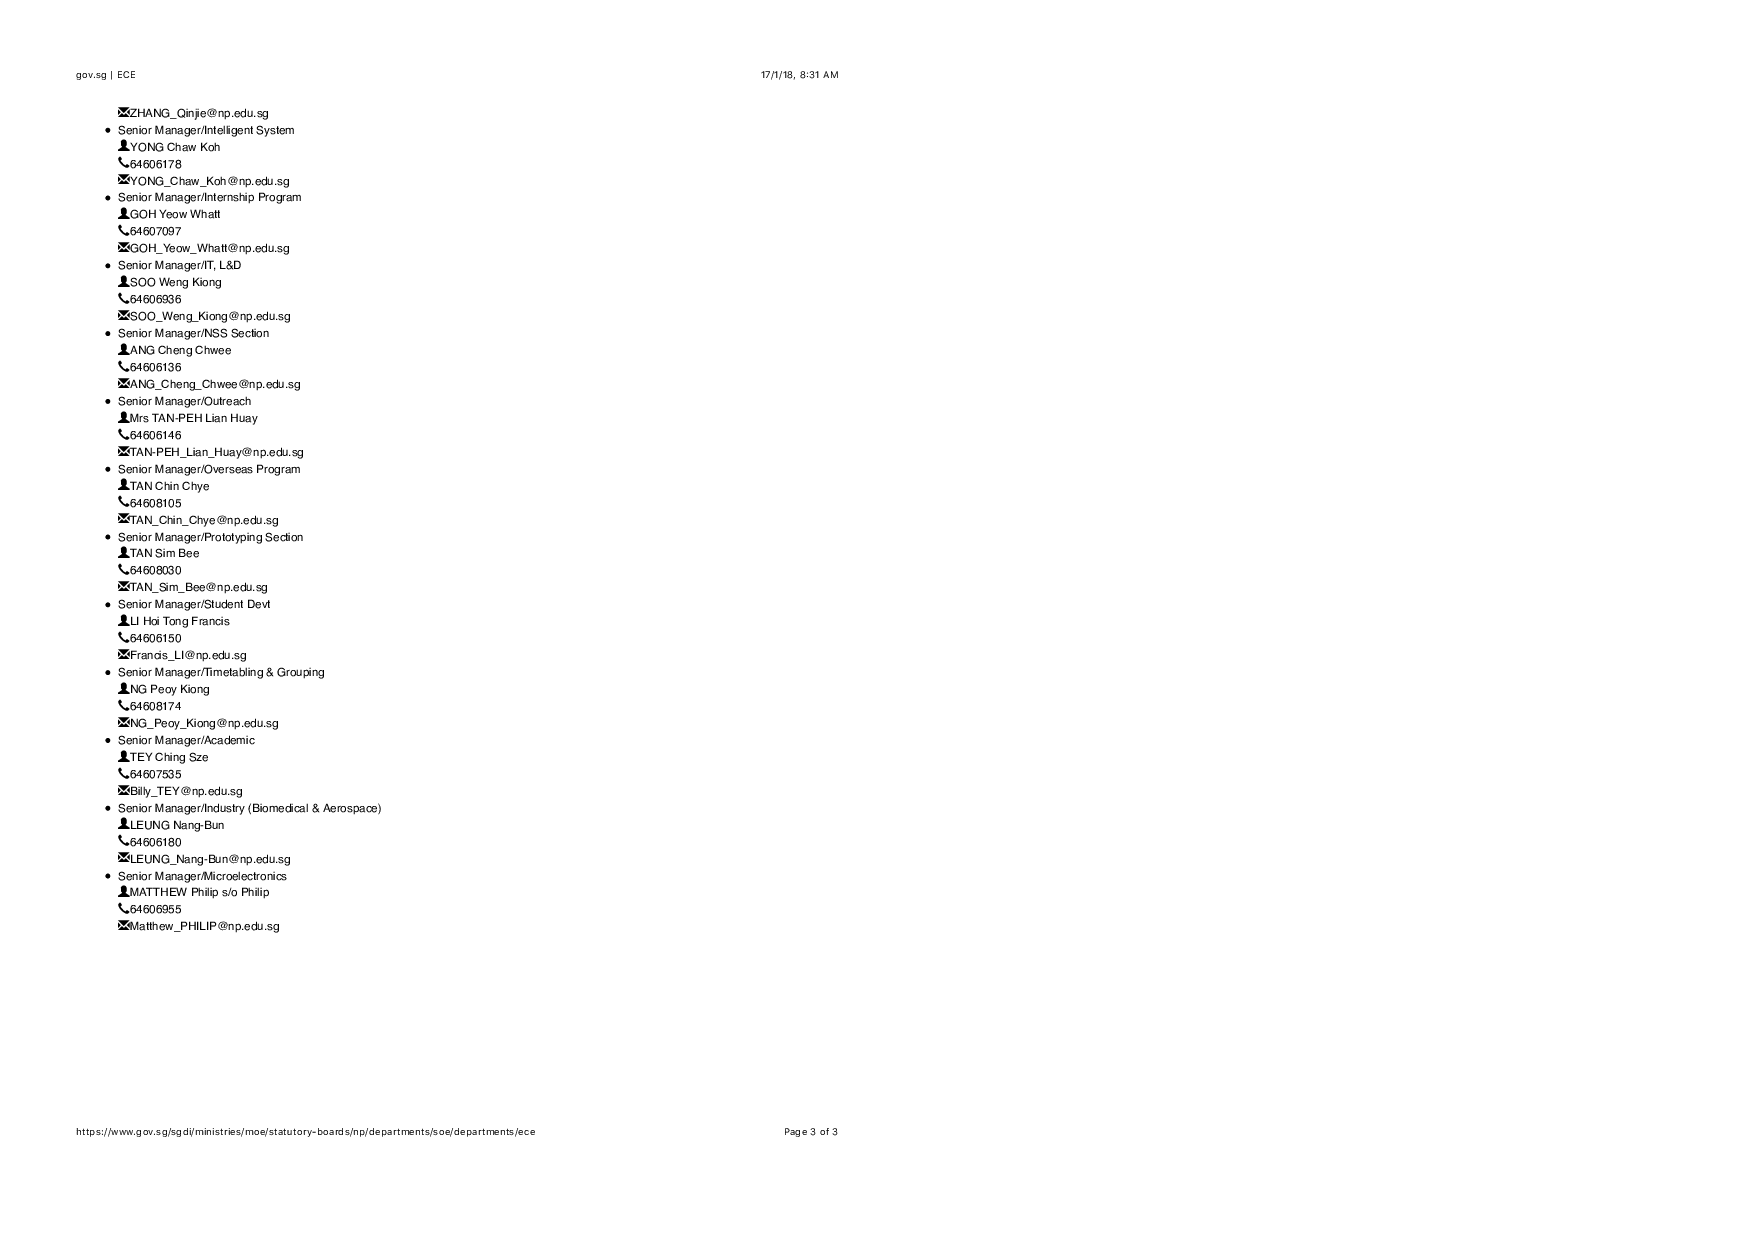 gov.sg | ECE 17/1/18, 8:31 AM
ZHANG_Qinjie@np.edu.sg
• Senior Manager/Intelligent System
YONG Chaw Koh
64606178
YONG_Chaw_Koh@np.edu.sg
• Senior Manager/Internship Program
GOH Yeow Whatt
64607097
GOH_Yeow_Whatt@np.edu.sg
• Senior Manager/IT, L&D
SOO Weng Kiong
64606936
SOO_Weng_Kiong@np.edu.sg
• Senior Manager/NSS Section
ANG Cheng Chwee
64606136
ANG_Cheng_Chwee@np.edu.sg
• Senior Manager/Outreach
Mrs TAN-PEH Lian Huay
64606146
TAN-PEH_Lian_Huay@np.edu.sg
• Senior Manager/Overseas Program
TAN Chin Chye
64608105
TAN_Chin_Chye@np.edu.sg
• Senior Manager/Prototyping Section
TAN Sim Bee
64608030
TAN_Sim_Bee@np.edu.sg
• Senior Manager/Student Devt
LI Hoi Tong Francis
64606150
Francis_LI@np.edu.sg
• Senior Manager/Timetabling & Grouping
NG Peoy Kiong
64608174
NG_Peoy_Kiong@np.edu.sg
• Senior Manager/Academic
TEY Ching Sze
64607535
Billy_TEY@np.edu.sg
• Senior Manager/Industry (Biomedical & Aerospace)
LEUNG Nang-Bun
64606180
LEUNG_Nang-Bun@np.edu.sg
• Senior Manager/Microelectronics
MATTHEW Philip s/o Philip
64606955
Matthew_PHILIP@np.edu.sg
https://www.gov.sg/sgdi/ministries/moe/statutory-boards/np/departments/soe/departments/ece Page 3 of 3